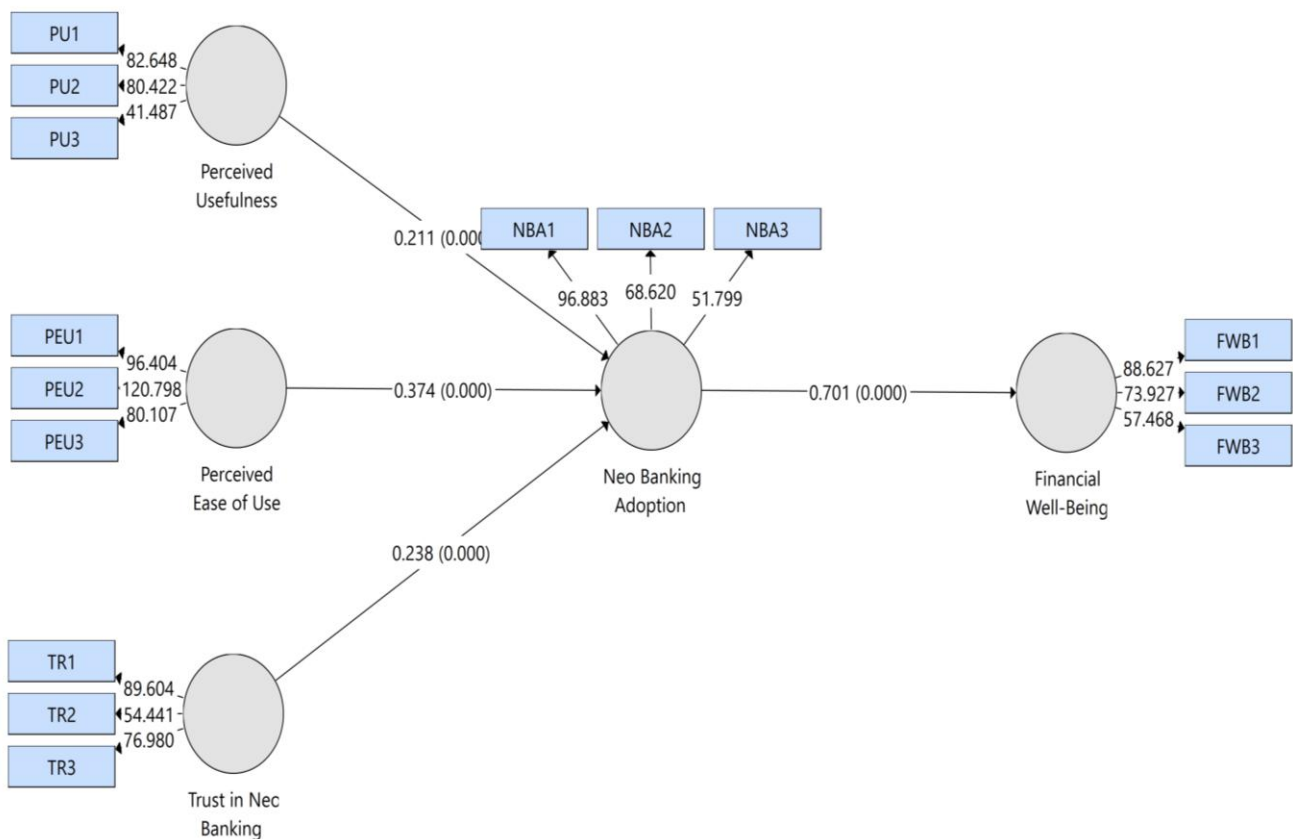 PU1
82.648
PU2
80.422
41.487
PU3
Perceived
Usefulness
0.211 (0.000
NBA1
NBA2
NBA3
96.883
68.620
51.799
PEU1
96.404
PEU2
120.798
80.107
PEU3
0.374 (0.000)
0.701 (0.000)
FWB1
88.627
FWB2
73.927
57.468
FWB3
Perceived
Ease of Use
Neo Banking
Adoption
Financial
Well-Being
0.238 (0.000)
TR1
89.604
TR2
54.441
76.980
TR3
Trust in Nec
Banking